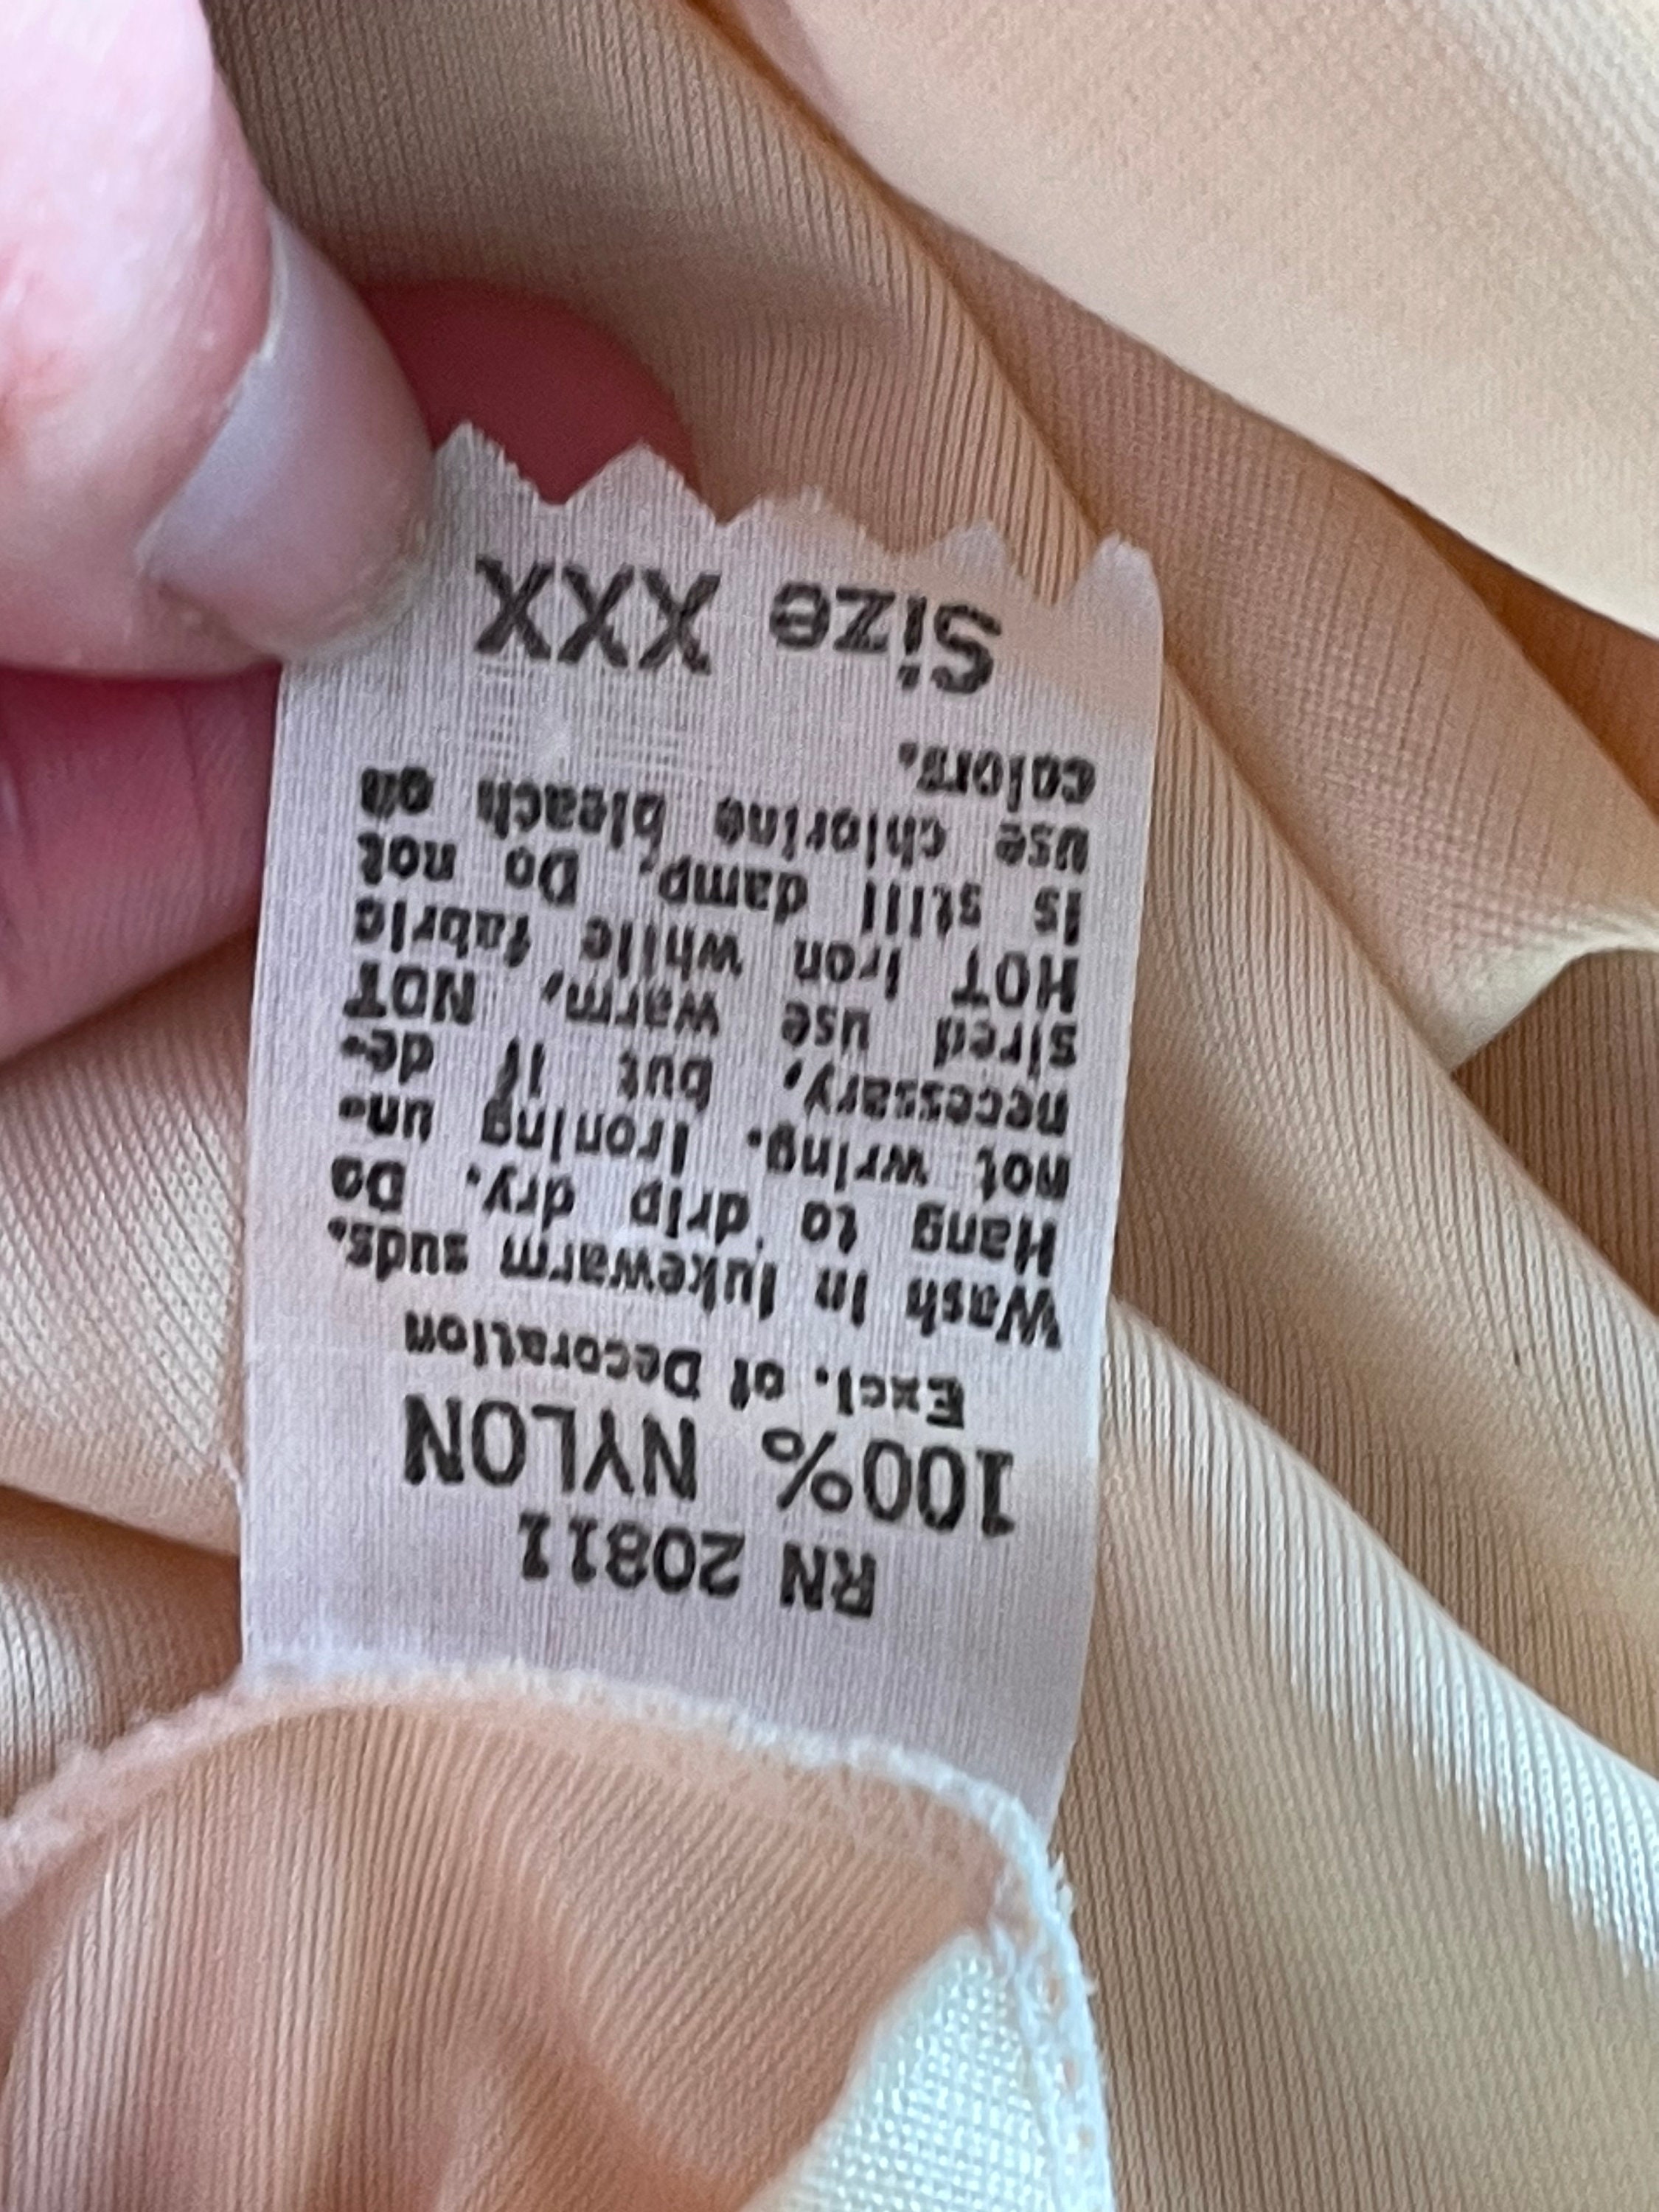 RN 20811
100% NYLON
Excl. of Decoration
Wash in lukewarm suds.
Hang to drip dry. Do
not wring. Ironing un-
necessary, but if de-
sired use warm, NOT
HOT iron while fabric
is still damp. Do not
use chlorine bleach on
colors.
Size XXX